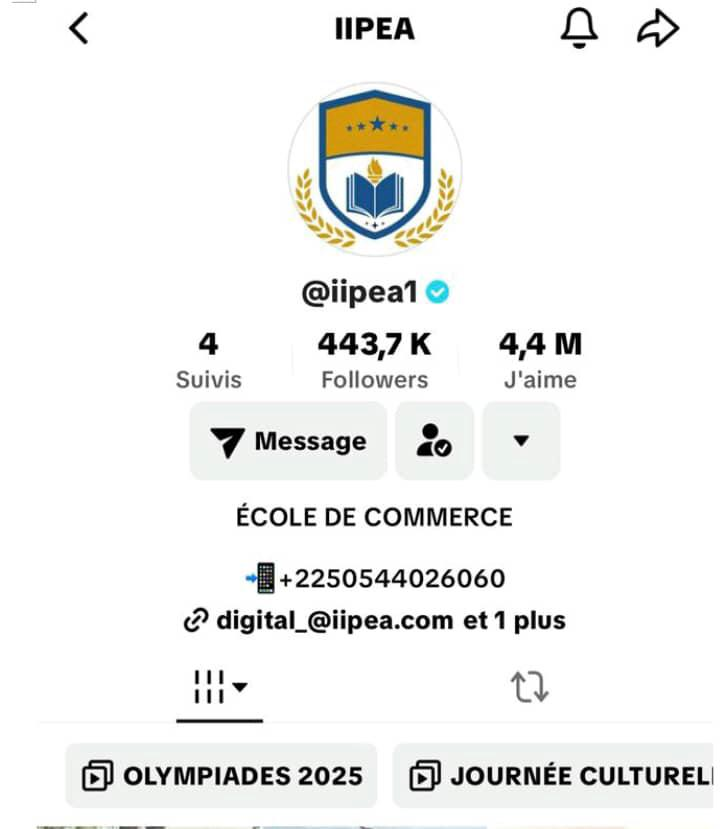 IIPEA
@iipea1
4 443,7 K 4,4 M
Suivis Followers J'aime
Message
ÉCOLE DE COMMERCE
+2250544026060
digital_@iipea.com et 1 plus
OLYMPIADES 2025 JOURNÉE CULTUREL